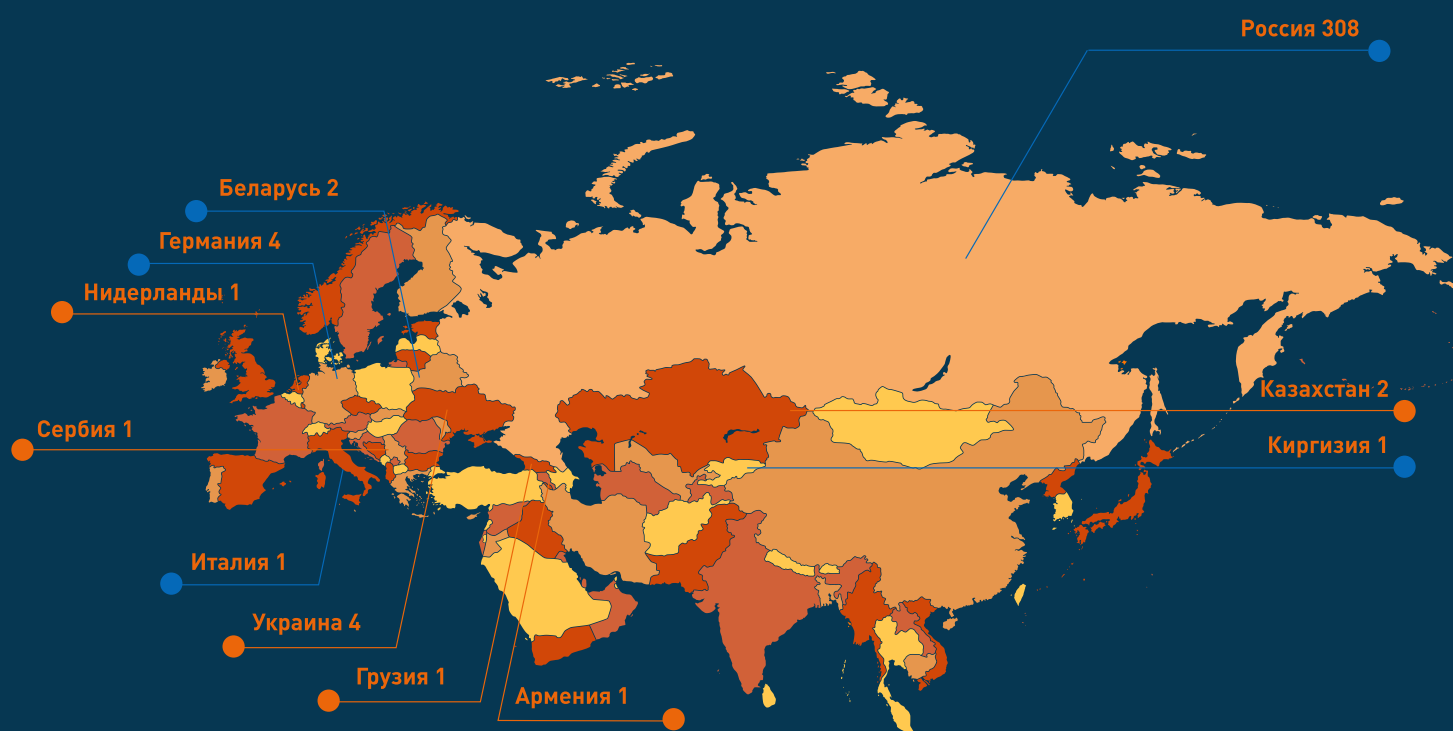 Россия 308
Беларусь 2
Германия 4
Нидерланды 1
Казахстан 2
Сербия 1
Киргизия 1
Италия 1
Украина 4
Грузия 1
Армения 1